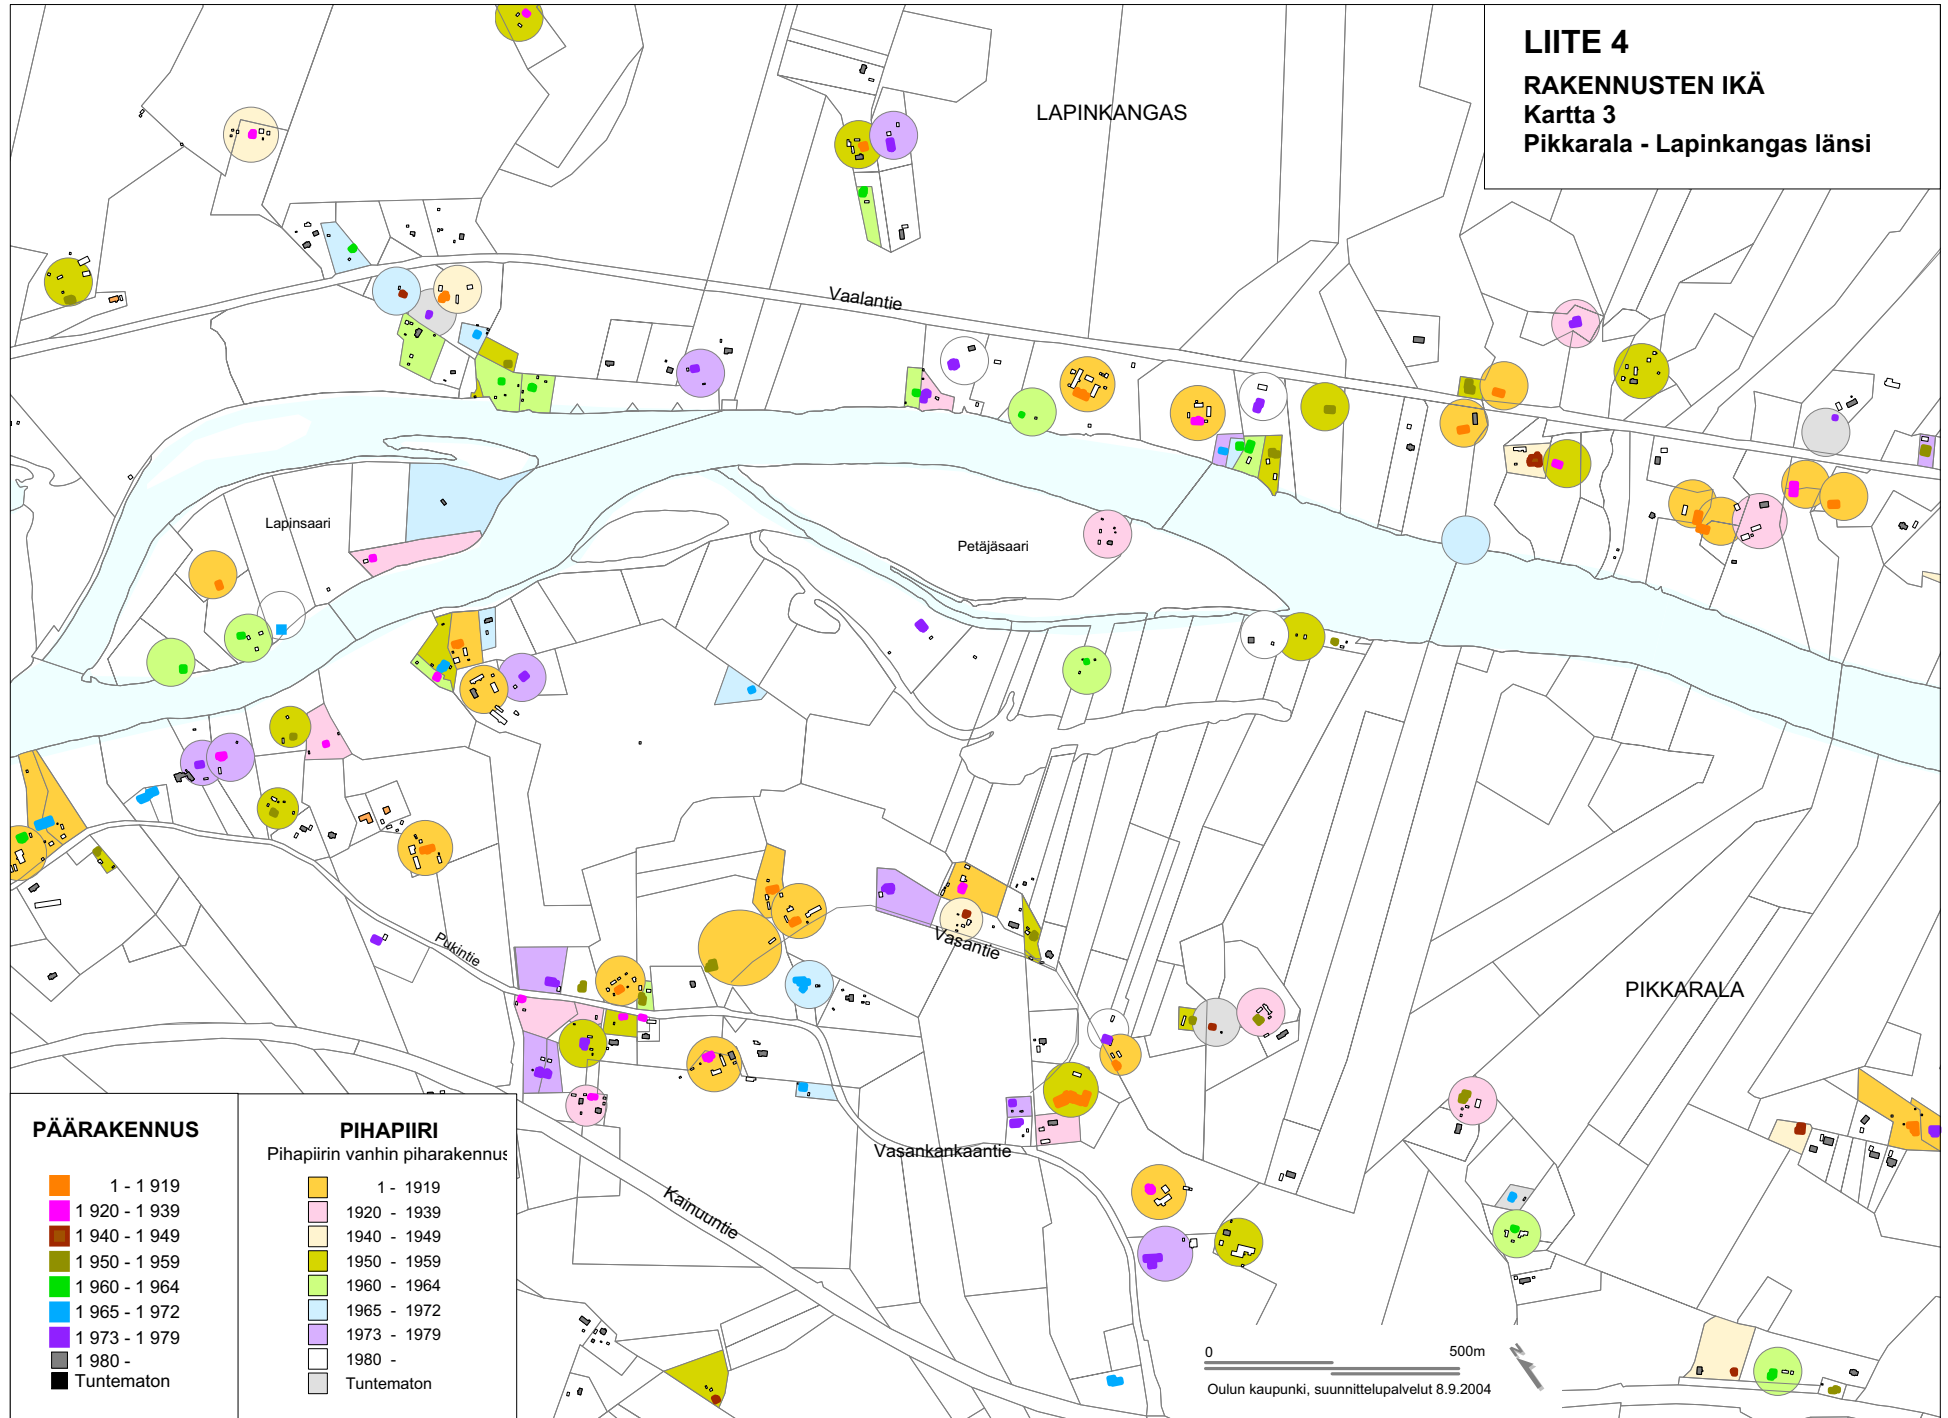 LIITE 4
RAKENNUSTEN IKÄ
Kartta 3
Pikkarala - Lapinkangas länsi
LAPINKANGAS
Vaalantie
Lapinsaari
Petäjäsaari
Pukintie
Vasantie
PIKKARALA
Vasankankaantie
Kainuuntie
PÄÄRAKENNUS
1 - 1 919
1 920 - 1 939
1 940 - 1 949
1 950 - 1 959
1 960 - 1 964
1 965 - 1 972
1 973 - 1 979
1 980 -
Tuntematon
PIHAPIIRI
Pihapiirin vanhin piharakennus
1 - 1919
1920 - 1939
1940 - 1949
1950 - 1959
1960 - 1964
1965 - 1972
1973 - 1979
1980 -
Tuntematon
0 500m
N
Oulun kaupunki, suunnittelupalvelut 8.9.2004